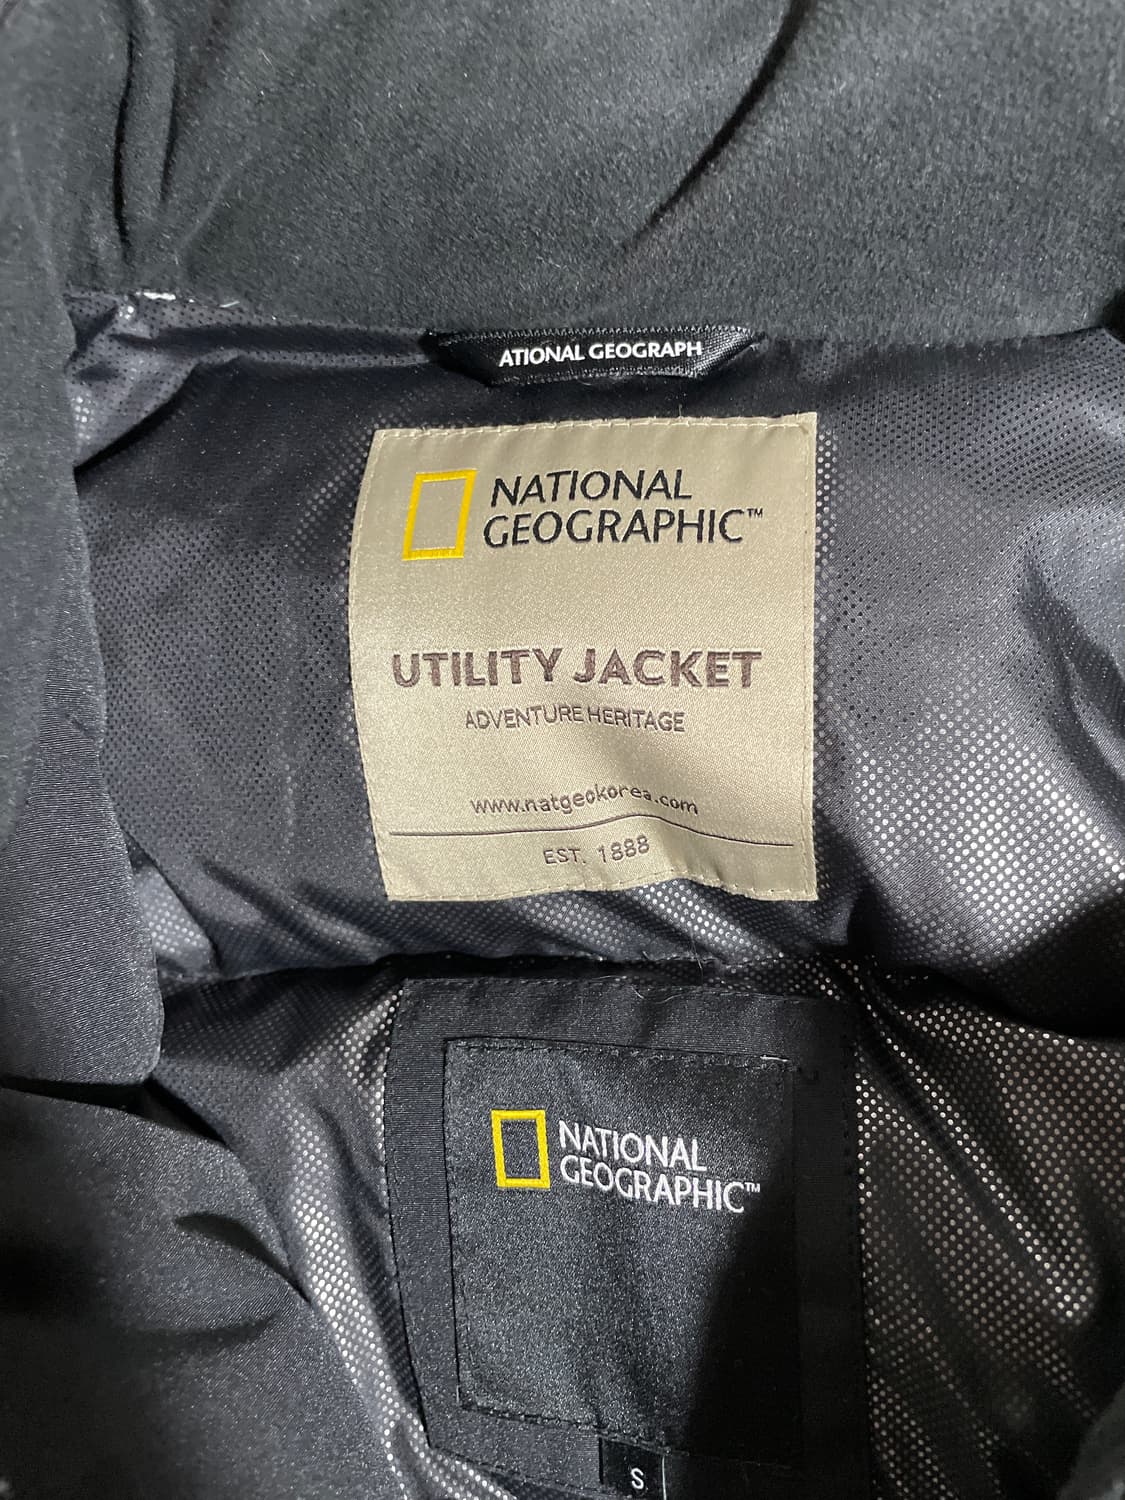 ATIONAL GEOGRAPH
NATIONAL
GEOGRAPHIC™
UTILITY JACKET
ADVENTURE HERITAGE
www.natgeokorea.com
EST. 1888
NATIONAL
GEOGRAPHIC™
S